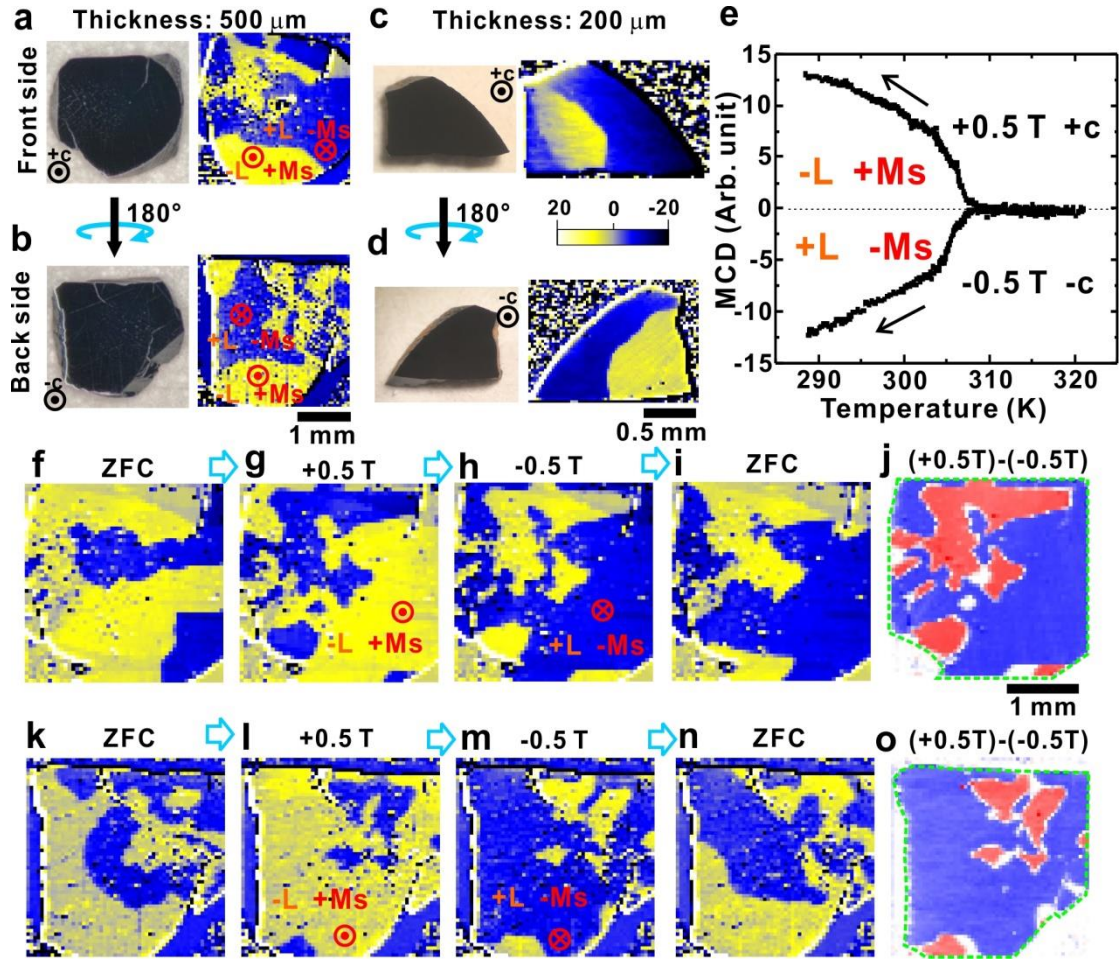 a Thickness: 500 μm c Thickness: 200 μm e
Front side
+c
+L -Ms
-L +Ms
+c
180°
180°
20 0 -20
b
d
Back side
-c
+L -Ms
-L +Ms
1 mm
-c
0.5 mm
MCD (Arb. unit)
15
10
5
0
-5
-10
-15
+0.5 T +c
-L +Ms
+L -Ms
-0.5 T -c
290 300 310 320
Temperature (K)
f ZFC g +0.5 T h -0.5 T i ZFC j (+0.5T)-(-0.5T)
-L +Ms
+L -Ms
1 mm
k ZFC l +0.5 T m -0.5 T n ZFC o (+0.5T)-(-0.5T)
-L +Ms
+L -Ms